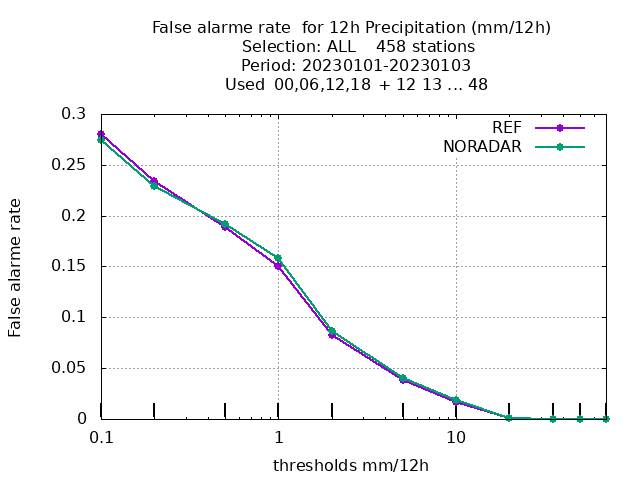 False alarme rate  for 12h Precipitation (mm/12h)
Selection: ALL    458 stations
Period: 20230101-20230103
Used  00,06,12,18  + 12 13 ... 48
REF
NORADAR
0.3
0.25
0.2
0.15
0.1
0.05
0
False alarme rate
0.1 1 10
thresholds mm/12h